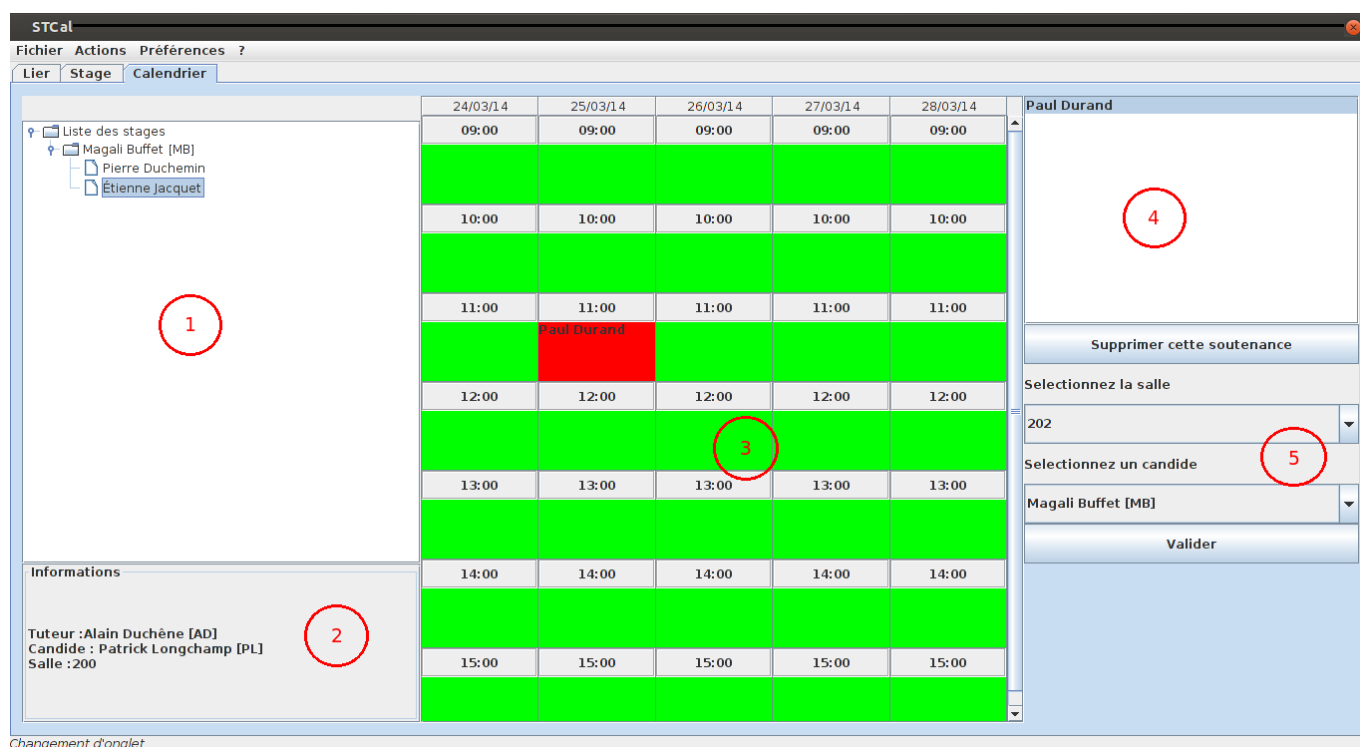 STCal
Fichier Actions Préférences ?
Lier Stage Calendrier
24/03/14 25/03/14 26/03/14 27/03/14 28/03/14
Liste des stages
Magali Buffet [MB]
Pierre Duchemin
Étienne Jacquet
1
Informations
Tuteur :Alain Duchêne [AD]
Candide : Patrick Longchamp [PL]
Salle :200
2
09:00 09:00 09:00 09:00 09:00
10:00 10:00 10:00 10:00 10:00
11:00 11:00 11:00 11:00 11:00
Paul Durand
12:00 12:00 12:00 12:00 12:00
3
13:00 13:00 13:00 13:00 13:00
14:00 14:00 14:00 14:00 14:00
15:00 15:00 15:00 15:00 15:00
Paul Durand
4
Supprimer cette soutenance
Selectionnez la salle
202
Selectionnez un candide
5
Magali Buffet [MB]
Valider
Changement d'onglet